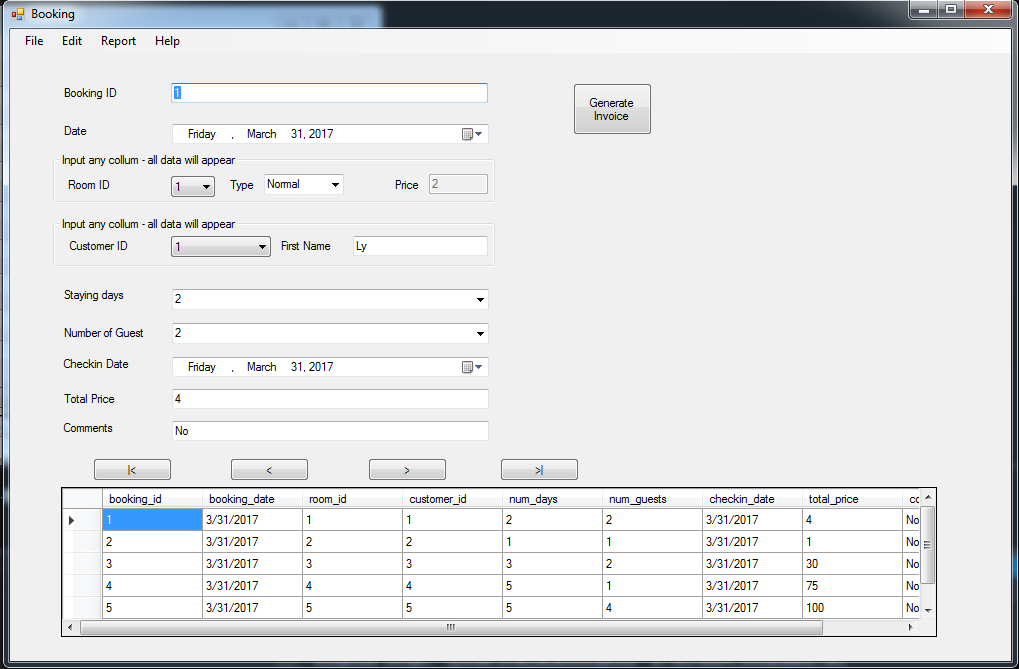 Booking
File Edit Report Help
Booking ID 1
Generate
Invoice
Date Friday , March 31, 2017
Input any collum - all data will appear
Room ID 1 Type Normal Price 2
Input any collum - all data will appear
Customer ID 1 First Name Ly
Staying days 2
Number of Guest 2
Checkin Date Friday , March 31, 2017
Total Price 4
Comments No
|< < > >|
booking_id booking_date room_id customer_id num_days num_guests checkin_date total_price cc
1 3/31/2017 1 1 2 2 3/31/2017 4 No
2 3/31/2017 2 2 1 1 3/31/2017 1 No
3 3/31/2017 3 3 3 2 3/31/2017 30 No
4 3/31/2017 4 4 5 1 3/31/2017 75 No
5 3/31/2017 5 5 5 4 3/31/2017 100 No